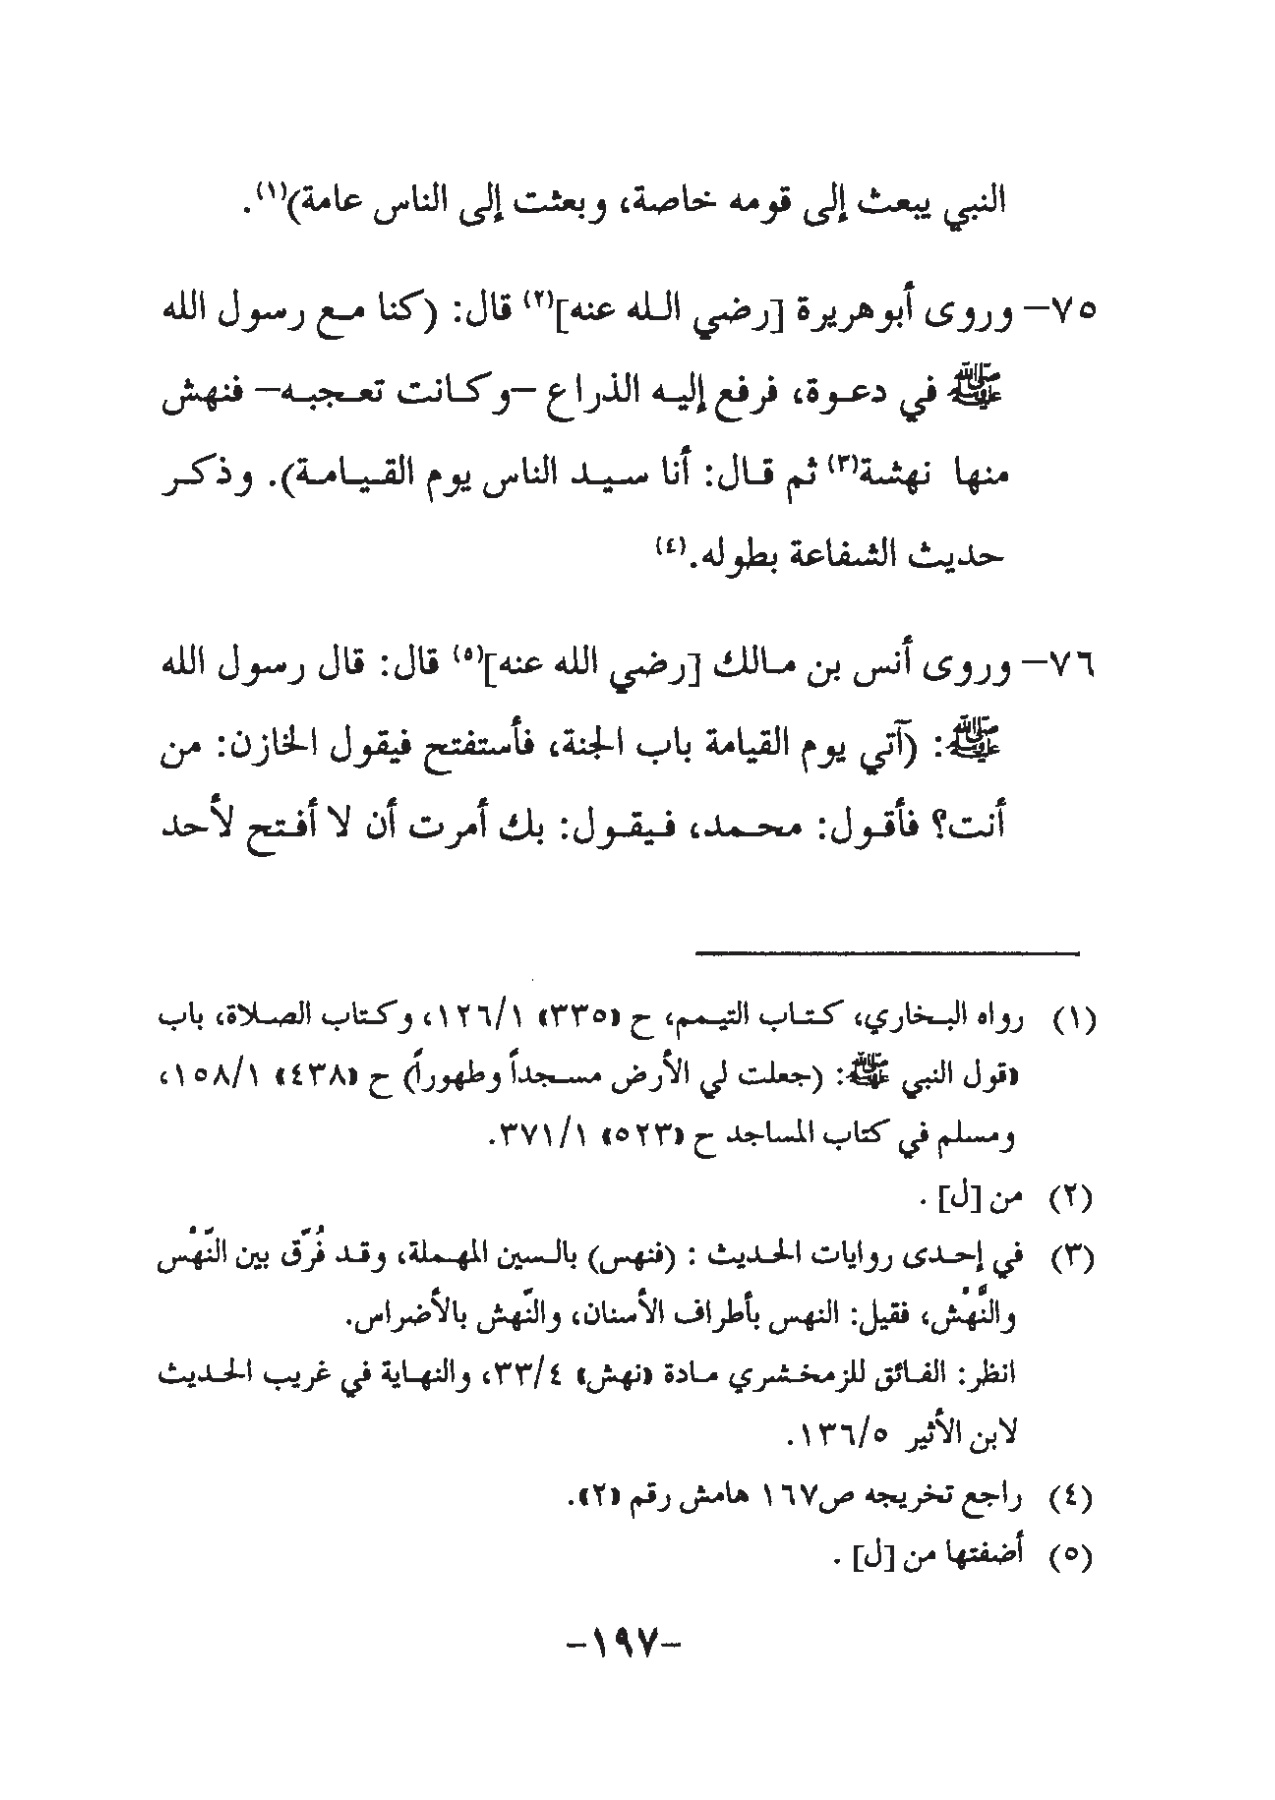 النبي يبعث إلى قومه خاصة، وبعثت إلى الناس عامة)(١).
٧٥- وروى أبوهريرة [رضي الله عنه](٢) قال: (كنا مع رسول الله
ﷺ في دعوة، فرفع إليه الذراع -وكانت تعجبه- فنهش
منها نهشة(٣) ثم قال: أنا سيد الناس يوم القيامة). وذكر
حديث الشفاعة بطوله.(٤)
٧٦- وروى أنس بن مالك [رضي الله عنه](٥) قال: قال رسول الله
ﷺ: (آتي يوم القيامة باب الجنة، فأستفتح فيقول الخازن: من
أنت؟ فأقول: محمد، فيقول: بك أمرت أن لا أفتح لأحد
(١) رواه البخاري، كتاب التيمم، ح «٣٣٥» ١٢٦/١، وكتاب الصلاة، باب
«قول النبي ﷺ: (جعلت لي الأرض مسجداً وطهوراً) ح «٤٣٨» ١٥٨/١،
ومسلم في كتاب المساجد ح «٥٢٣» ٣٧١/١.
(٢) من [ل] .
(٣) في إحدى روايات الحديث : (فنهس) بالسين المهملة، وقد فُرّق بين النّهْس
والنَّهْش، فقيل: النهس بأطراف الأسنان، والنّهش بالأضراس.
انظر: الفائق للزمخشري مادة «نهش» ٣٣/٤، والنهاية في غريب الحديث
لابن الأثير ١٣٦/٥.
(٤) راجع تخريجه ص١٦٧ هامش رقم «٢».
(٥) أضفتها من [ل] .
-١٩٧-